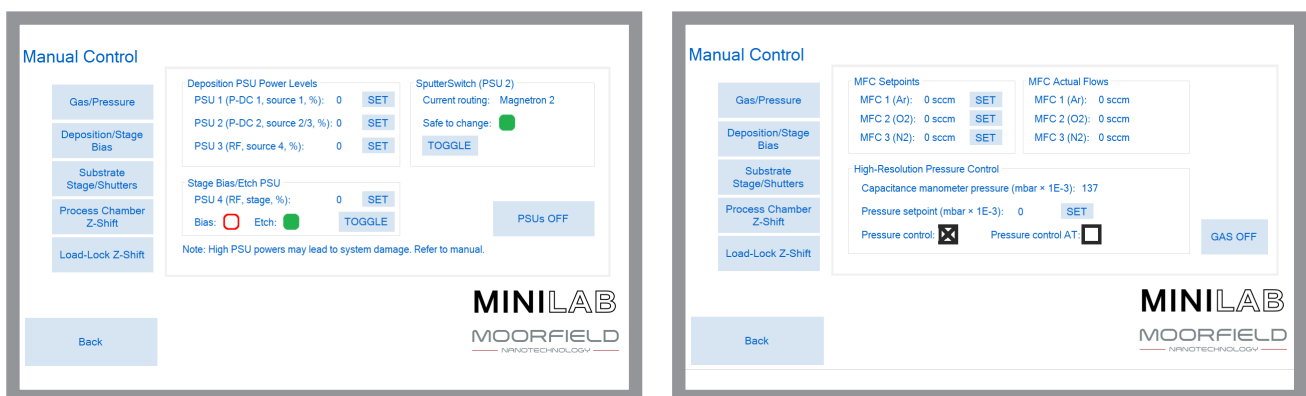 Manual Control
Gas/Pressure
Deposition/Stage
Bias
Substrate
Stage/Shutters
Process Chamber
Z-Shift
Load-Lock Z-Shift
Back
Deposition PSU Power Levels
PSU 1 (P-DC 1, source 1, %): 0 SET
PSU 2 (P-DC 2, source 2/3, %): 0 SET
PSU 3 (RF, source 4, %): 0 SET
SputterSwitch (PSU 2)
Current routing: Magnetron 2
Safe to change:
TOGGLE
Stage Bias/Etch PSU
PSU 4 (RF, stage, %): 0 SET
Bias: Etch: TOGGLE
PSUs OFF
Note: High PSU powers may lead to system damage. Refer to manual.
MINILAB
MOORFIELD
NANOTECHNOLOGY
Manual Control
Gas/Pressure
Deposition/Stage
Bias
Substrate
Stage/Shutters
Process Chamber
Z-Shift
Load-Lock Z-Shift
Back
MFC Setpoints
MFC 1 (Ar): 0 sccm SET
MFC 2 (O2): 0 sccm SET
MFC 3 (N2): 0 sccm SET
MFC Actual Flows
MFC 1 (Ar): 0 sccm
MFC 2 (O2): 0 sccm
MFC 3 (N2): 0 sccm
High-Resolution Pressure Control
Capacitance manometer pressure (mbar × 1E-3): 137
Pressure setpoint (mbar × 1E-3): 0 SET
Pressure control: Pressure control AT:
GAS OFF
MINILAB
MOORFIELD
NANOTECHNOLOGY